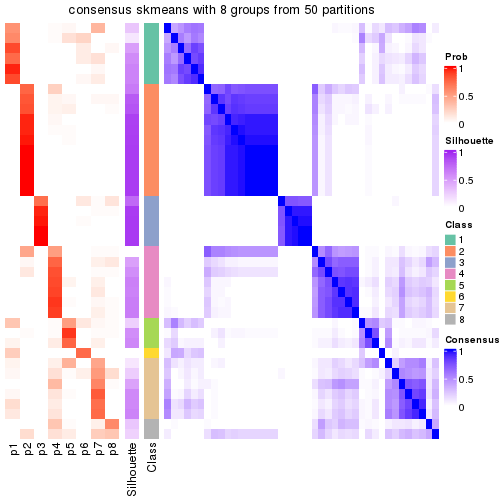 consensus skmeans with 8 groups from 50 partitions
Prob
1
0.5
0
Silhouette
1
0.5
0
Class
1
2
3
4
5
6
7
8
Consensus
1
0.5
0
p1
p2
p3
p4
p5
p6
p7
p8
Silhouette
Class